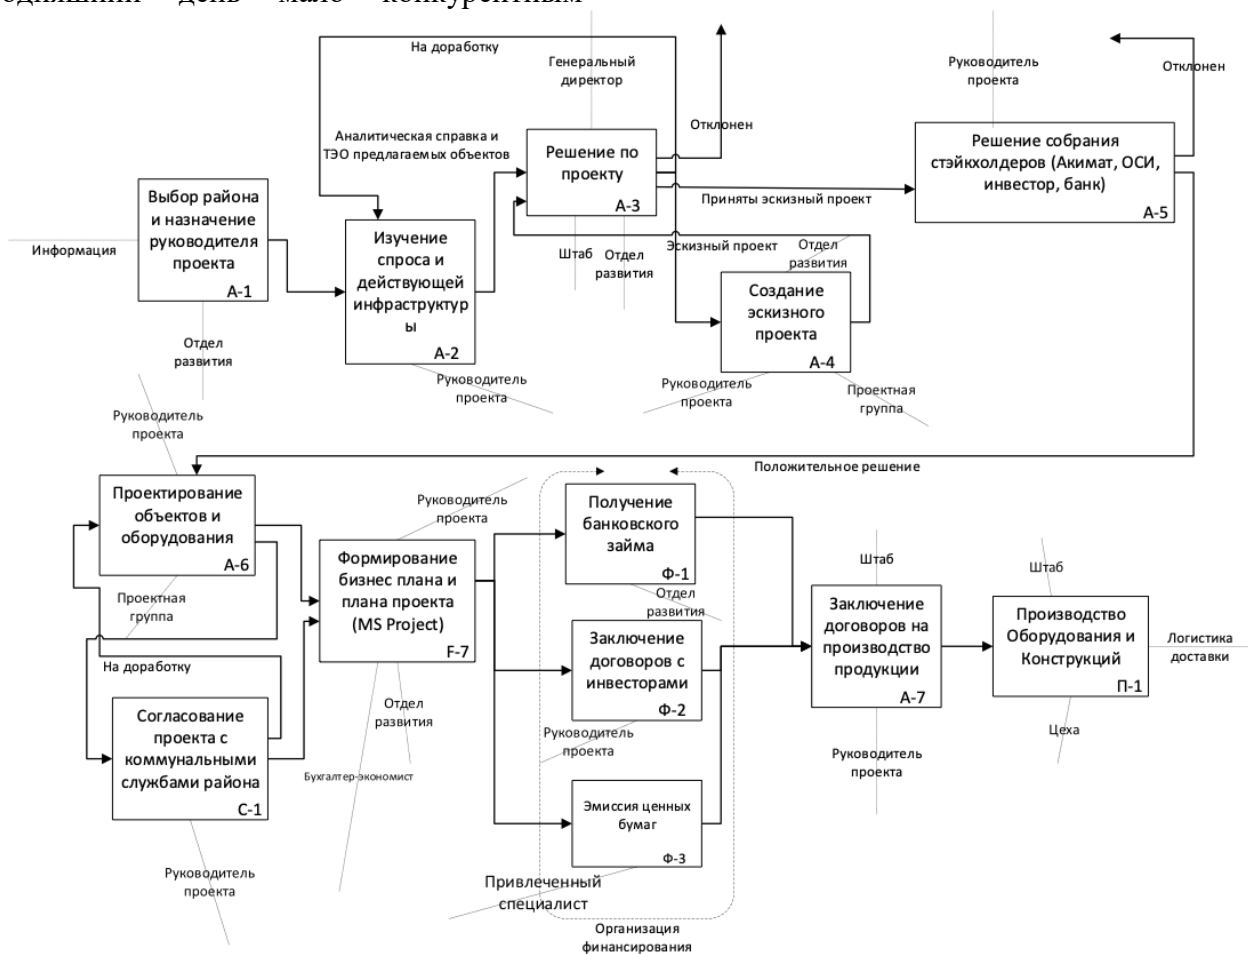 одняшний день мало конкурентным
На доработку
Генеральный
директор
Руководитель
проекта
Отклонен
Отклонен
Аналитическая справка и
ТЭО предлагаемых объектов
Решение по
проекту
А-3
Решение собрания
стэйкхолдеров (Акимат, ОСИ,
инвестор, банк)
А-5
Приняты эскизный проект
Выбор района
и назначение
руководителя
проекта
А-1
Информация
Изучение
спроса и
действующей
инфраструктур
ы
А-2
Штаб
Отдел
развития
Эскизный проект
Отдел
развития
Создание
эскизного
проекта
А-4
Отдел
развития
Руководитель
проекта
Руководитель
проекта
Проектная
группа
Руководитель
проекта
Положительное решение
Проектирование
объектов и
оборудования
А-6
Руководитель
проекта
Получение
банковского
займа
Ф-1
Формирование
бизнес плана и
плана проекта
(MS Project)
F-7
Штаб
Штаб
Проектная
группа
Отдел
развития
Заключение
договоров на
производство
продукции
А-7
Производство
Оборудования и
Конструкций
П-1
Логистика
доставки
На доработку
Заключение
договоров с
инвесторами
Ф-2
Согласование
проекта с
коммунальными
службами района
С-1
Отдел
развития
Руководитель
проекта
Руководитель
проекта
Цеха
Бухгалтер-экономист
Эмиссия ценных
бумаг
Ф-3
Руководитель
проекта
Привлеченный
специалист
Организация
финансирования